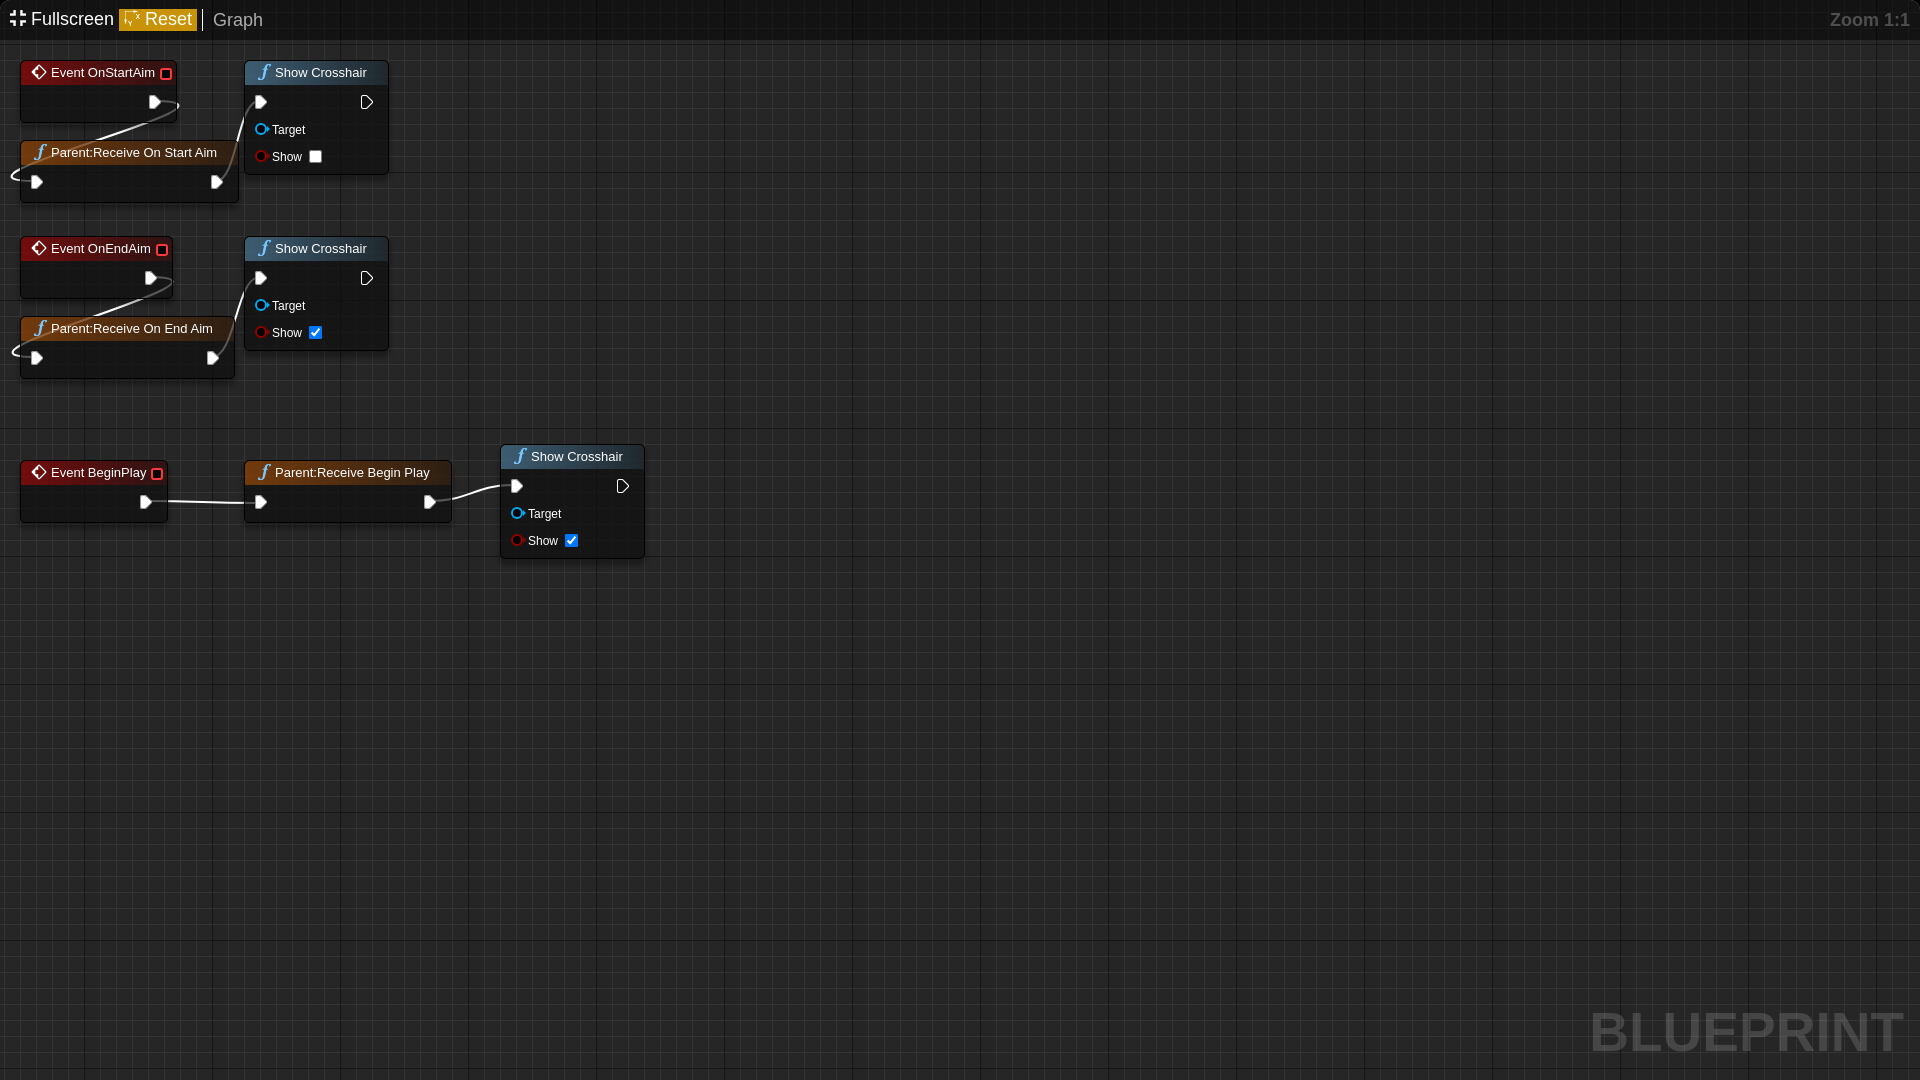 Fullscreen Reset Graph Zoom 1:1
Event OnStartAim
Show Crosshair
Target
Show
Parent:Receive On Start Aim
Event OnEndAim
Show Crosshair
Target
Show
Parent:Receive On End Aim
Event BeginPlay
Parent:Receive Begin Play
Show Crosshair
Target
Show
BLUEPRINT